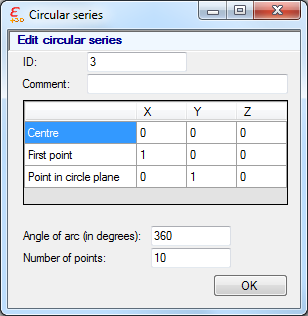 Circular series
Edit circular series
ID: 3
Comment:
X Y Z
Centre 0 0 0
First point 1 0 0
Point in circle plane 0 1 0
Angle of arc (in degrees): 360
Number of points: 10
OK